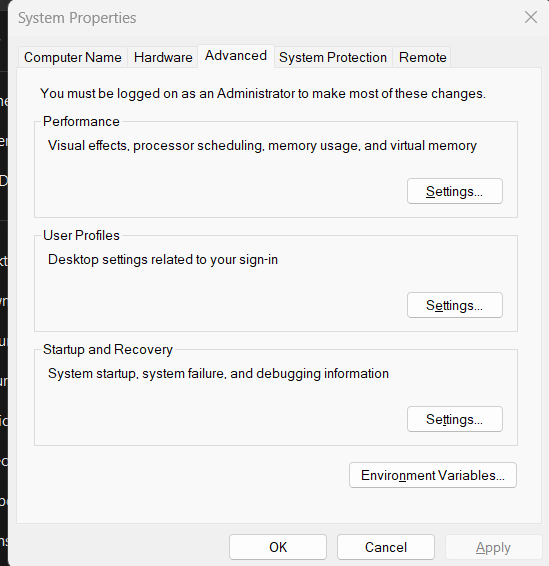 System Properties
Computer Name
Hardware
Advanced
System Protection
Remote
You must be logged on as an Administrator to make most of these changes.
Performance
Visual effects, processor scheduling, memory usage, and virtual memory
Settings...
User Profiles
Desktop settings related to your sign-in
Settings...
Startup and Recovery
System startup, system failure, and debugging information
Settings...
Environment Variables...
OK
Cancel
Apply